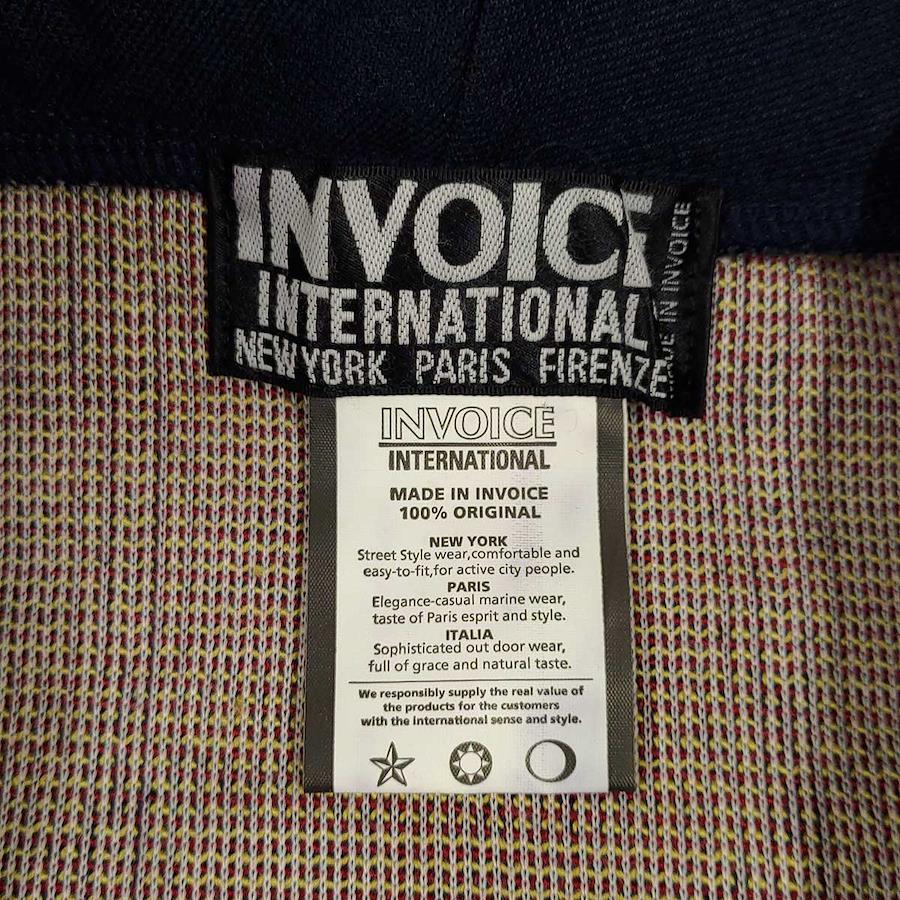 INVOICE
INTERNATIONAL
NEW YORK PARIS FIRENZE
MADE IN INVOICE
INVOICE
INTERNATIONAL
MADE IN INVOICE
100% ORIGINAL
NEW YORK
Street Style wear,comfortable and
easy-to-fit,for active city people.
PARIS
Elegance-casual marine wear,
taste of Paris esprit and style.
ITALIA
Sophisticated out door wear,
full of grace and natural taste.
We responsibly supply the real value of
the products for the customers
with the international sense and style.